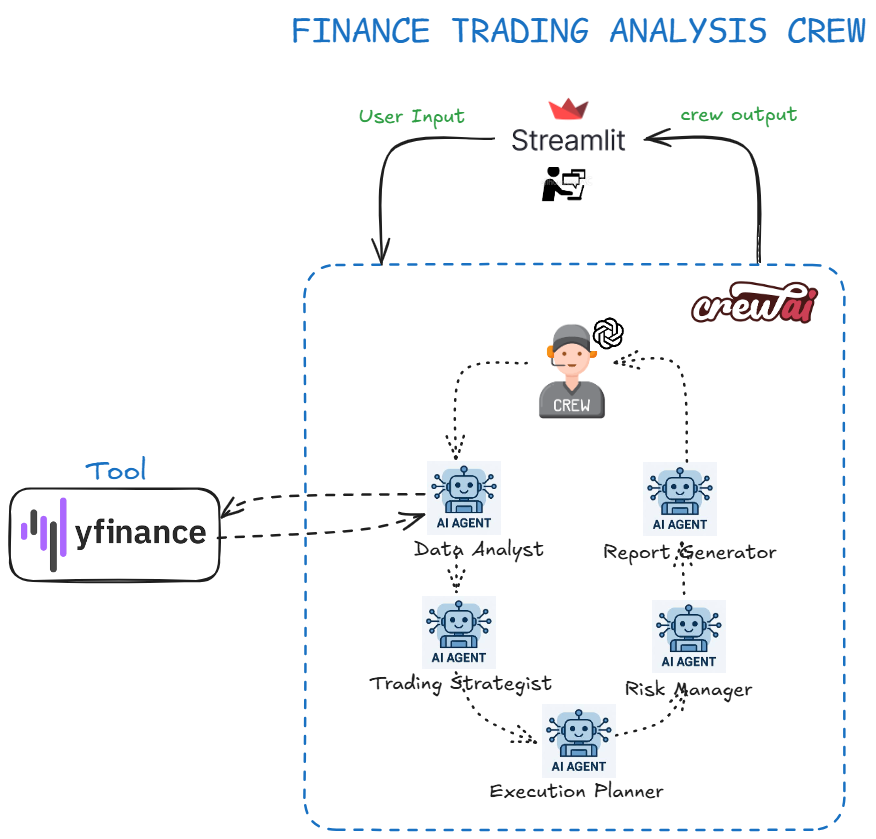 FINANCE TRADING ANALYSIS CREW
User Input
crew output
Streamlit
crewai
CREW
Tool
yfinance
AI AGENT
Data Analyst
AI AGENT
Report Generator
AI AGENT
Trading Strategist
AI AGENT
Risk Manager
AI AGENT
Execution Planner